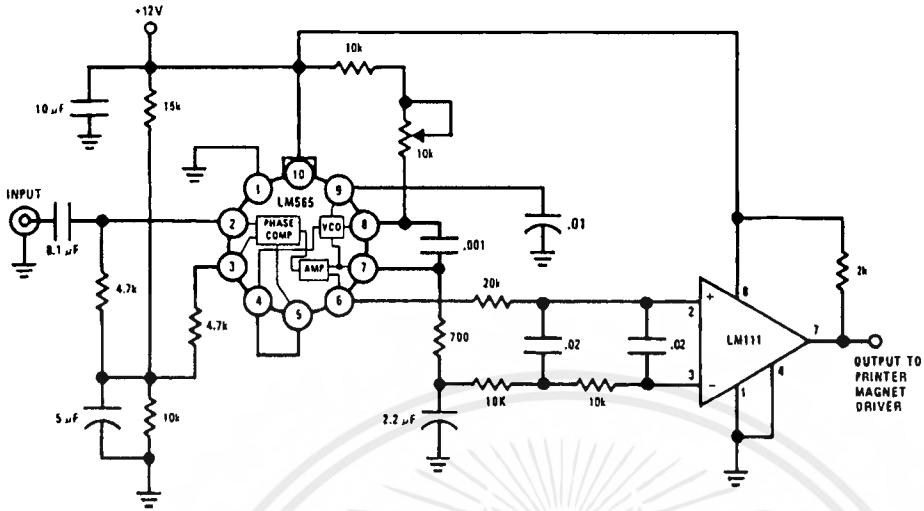 +12V
10k
10 µF
15k
10k
10
1
LM565
9
INPUT
2
PHASE
COMP
VCO
8
.001
.01
0.1 µF
3
AMP
7
4.7k
4
5
6
20k
2k
4.7k
+
2
8
LM111
7
700
.02
.02
3
–
1
4
OUTPUT TO
PRINTER
MAGNET
DRIVER
5 µF
10k
2.2 µF
10K
10k